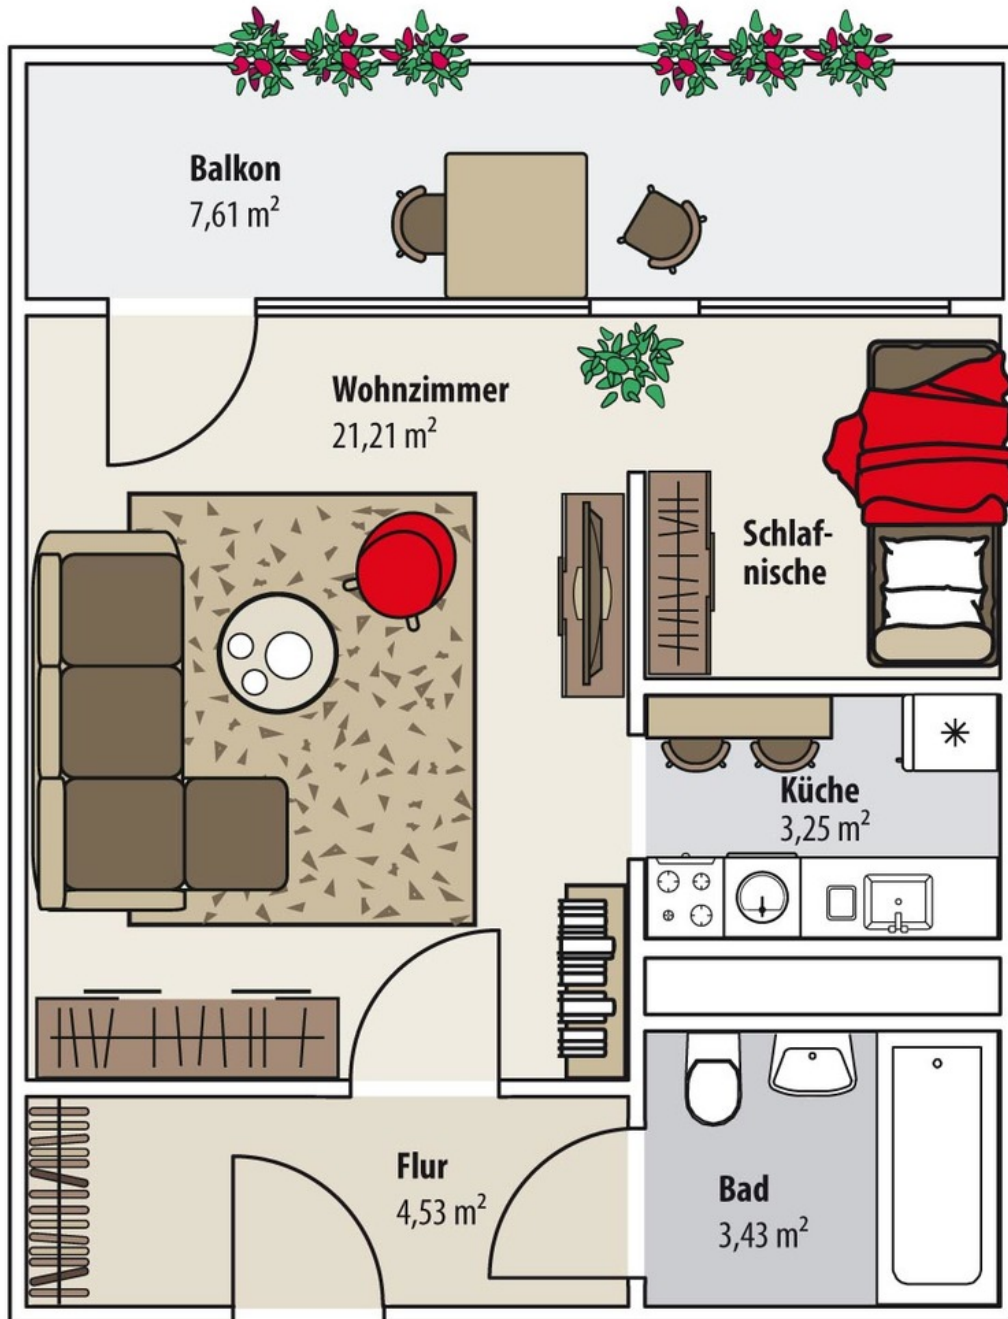 Balkon
7,61 m²
Wohnzimmer
21,21 m²
Schlaf-
nische
Küche
3,25 m²
Flur
4,53 m²
Bad
3,43 m²